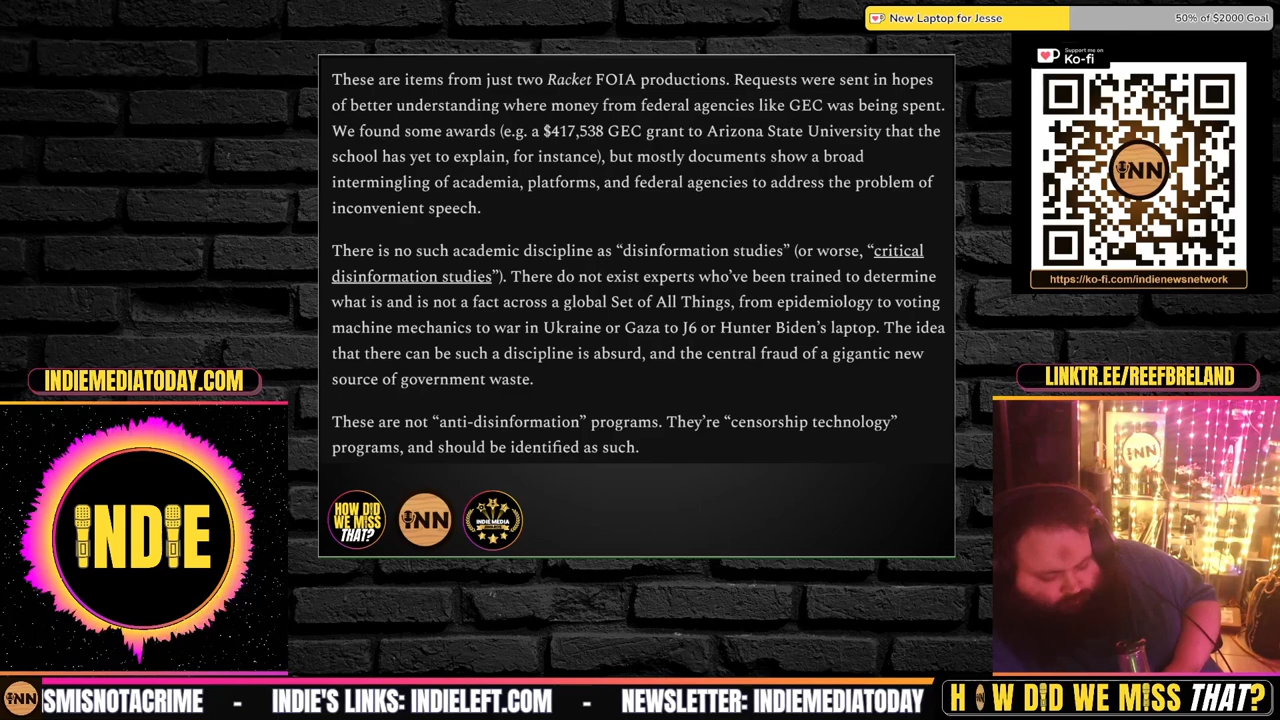 New Laptop for Jesse
50% of $2000 Goal
Support me on
Ko-fi
INN
https://ko-fi.com/indienewsnetwork
These are items from just two Racket FOIA productions. Requests were sent in hopes
of better understanding where money from federal agencies like GEC was being spent.
We found some awards (e.g. a $417,538 GEC grant to Arizona State University that the
school has yet to explain, for instance), but mostly documents show a broad
intermingling of academia, platforms, and federal agencies to address the problem of
inconvenient speech.
There is no such academic discipline as “disinformation studies” (or worse, “critical
disinformation studies”). There do not exist experts who’ve been trained to determine
what is and is not a fact across a global Set of All Things, from epidemiology to voting
machine mechanics to war in Ukraine or Gaza to J6 or Hunter Biden’s laptop. The idea
that there can be such a discipline is absurd, and the central fraud of a gigantic new
source of government waste.
These are not “anti-disinformation” programs. They’re “censorship technology”
programs, and should be identified as such.
HOW DID
WE MISS
THAT?
INN
INDIE MEDIA
INDIEMEDIATODAY.COM
INDIE
LINKTR.EE/REEFBRELAND
INN
INN
SMISNOTACRIME - INDIE'S LINKS: INDIELEFT.COM - NEWSLETTER: INDIEMEDIATODAY
HOW DID WE MISS THAT?